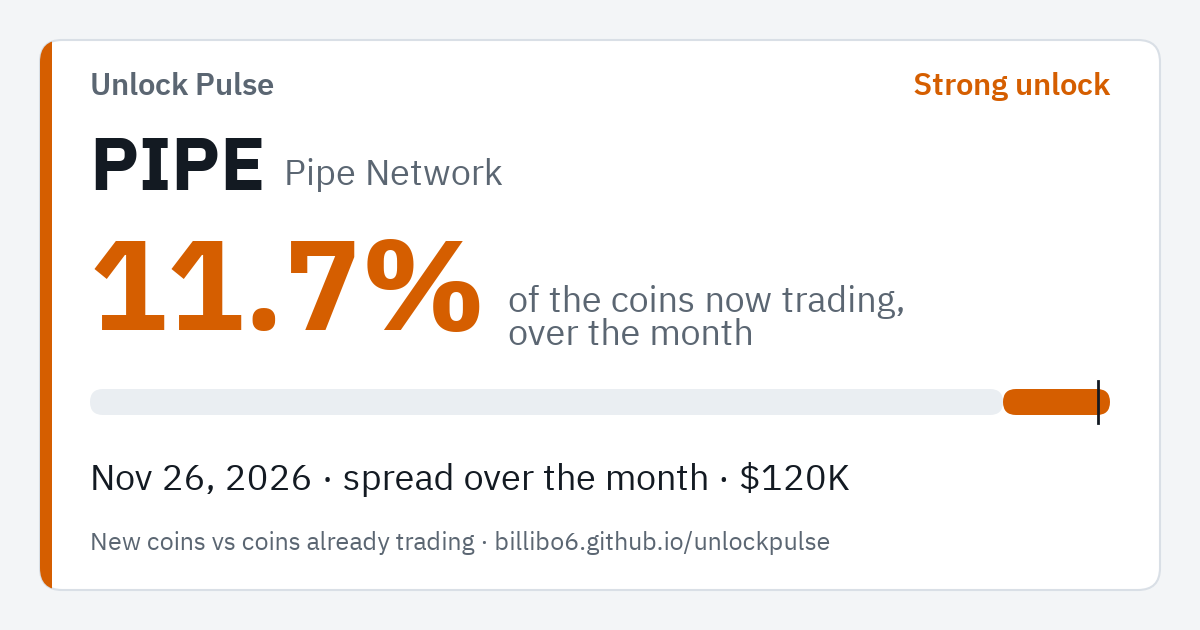 Unlock Pulse
Strong unlock
PIPE Pipe Network
11.7% of the coins now trading,
over the month
Nov 26, 2026 · spread over the month · $120K
New coins vs coins already trading · billibo6.github.io/unlockpulse